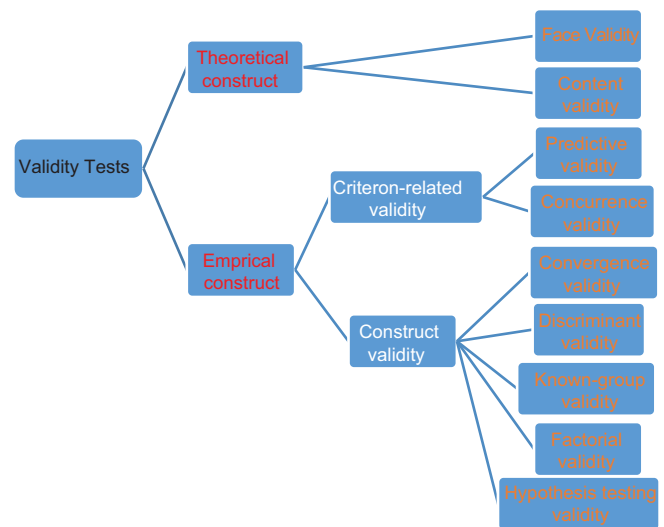 Validity Tests
Theoretical
construct
Face Validity
Content
validity
Emprical
construct
Criteron-related
validity
Predictive
validity
Concurrence
validity
Construct
validity
Convergence
validity
Discriminant
validity
Known-group
validity
Factorial
validity
Hypothesis testing
validity